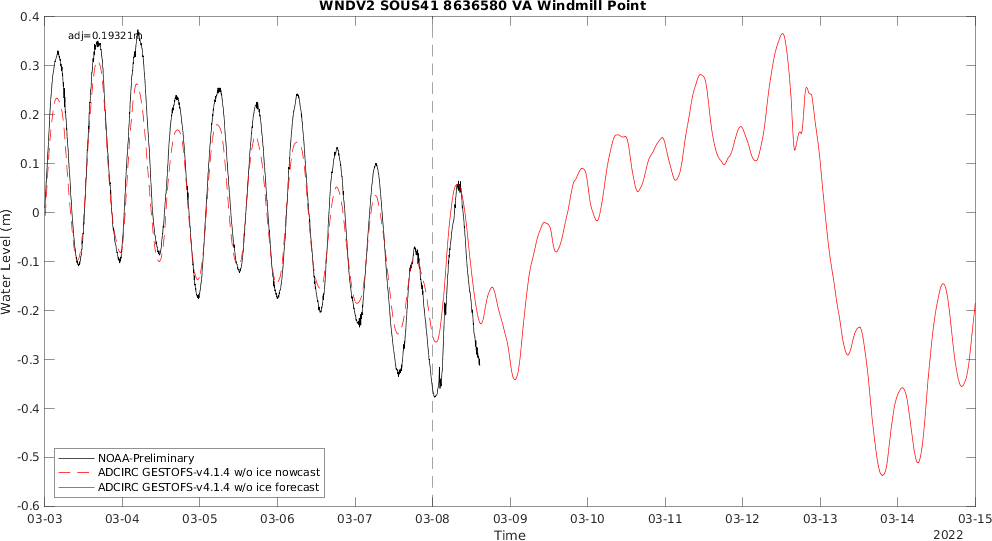 WNDV2 SOUS41 8636580 VA Windmill Point
adj=0.19321m
0.4
0.3
0.2
0.1
0
-0.1
-0.2
-0.3
-0.4
-0.5
-0.6
Water Level (m)
NOAA-Preliminary
ADCIRC GESTOFS-v4.1.4 w/o ice nowcast
ADCIRC GESTOFS-v4.1.4 w/o ice forecast
03-03 03-04 03-05 03-06 03-07 03-08 03-09 03-10 03-11 03-12 03-13 03-14 03-15
Time
2022